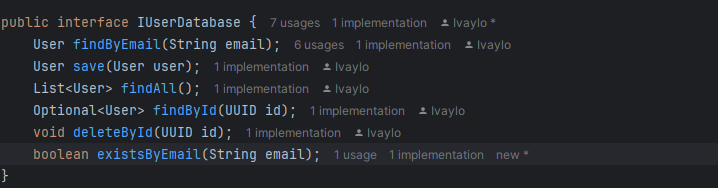 public interface IUserDatabase { 7 usages 1 implementation Ivaylo *
User findByEmail(String email); 6 usages 1 implementation Ivaylo
User save(User user); 1 implementation Ivaylo
List<User> findAll(); 1 implementation Ivaylo
Optional<User> findById(UUID id); 1 implementation Ivaylo
void deleteById(UUID id); 1 implementation Ivaylo
boolean existsByEmail(String email); 1 usage 1 implementation new *
}